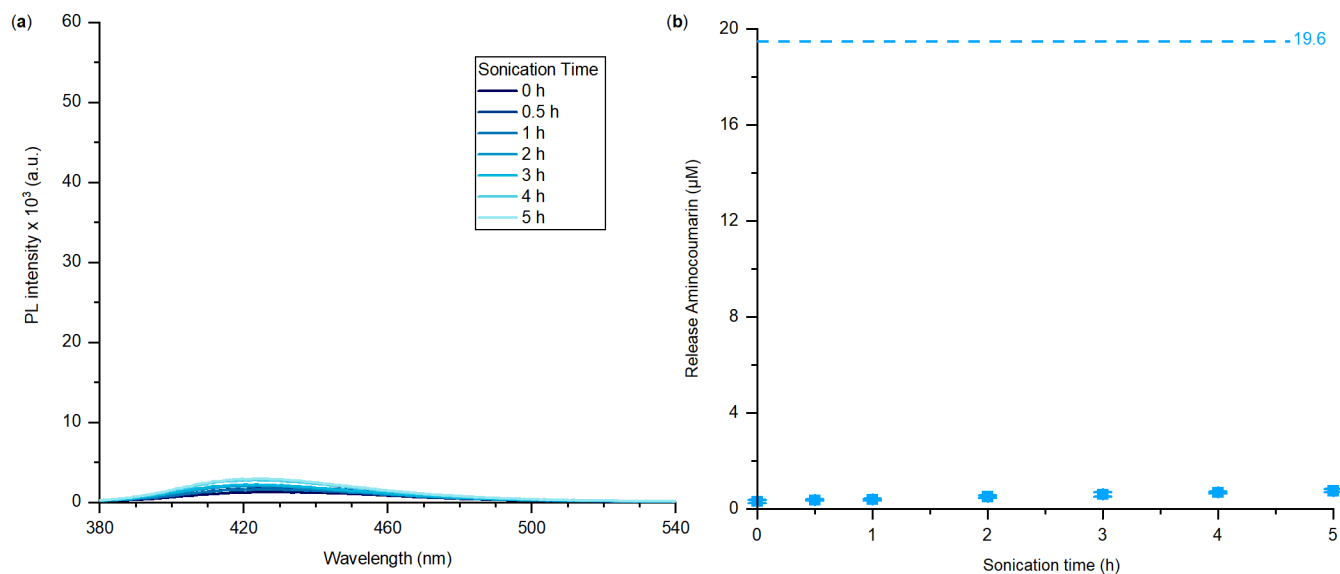 (a)
60
50
40
30
20
10
0
PL intensity x 10³ (a.u.)
380
420
460
500
540
Wavelength (nm)
Sonication Time
0 h
0.5 h
1 h
2 h
3 h
4 h
5 h
(b)
20
16
12
8
4
0
Release Aminocoumarin (µM)
19.6
0
1
2
3
4
5
Sonication time (h)